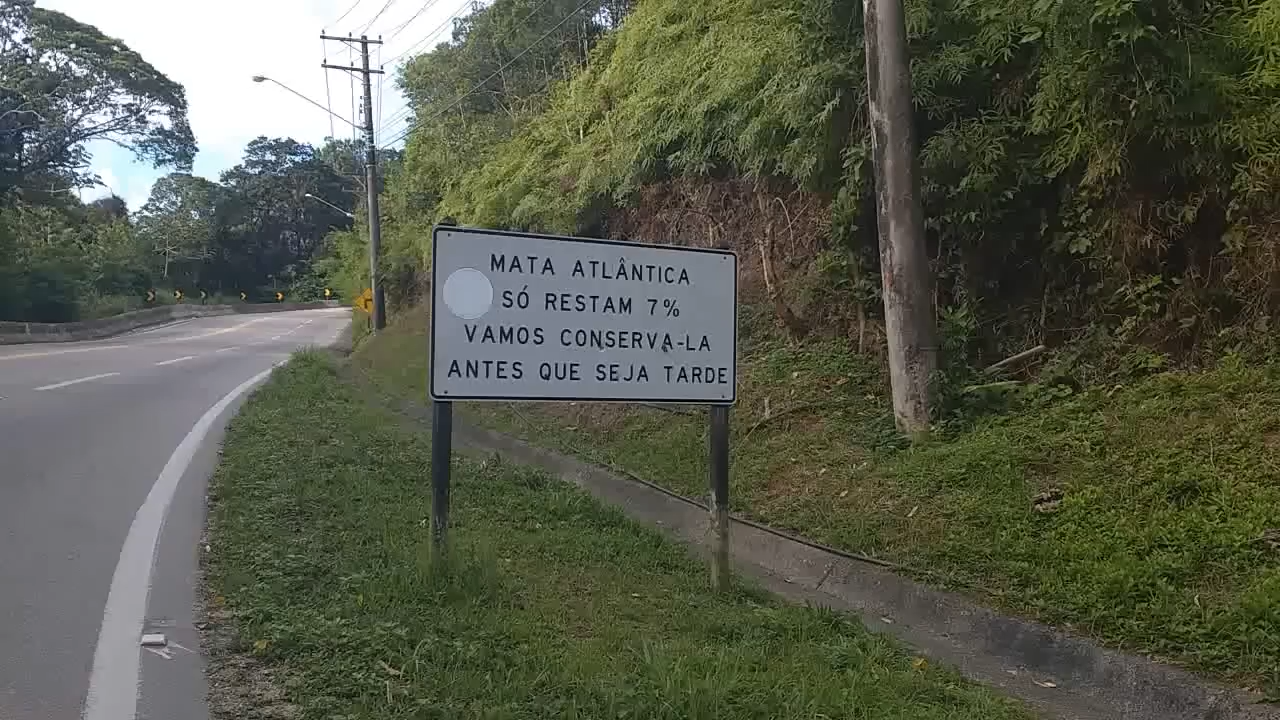 MATA ATLÂNTICA
SÓ RESTAM 7%
VAMOS CONSERVA-LA
ANTES QUE SEJA TARDE